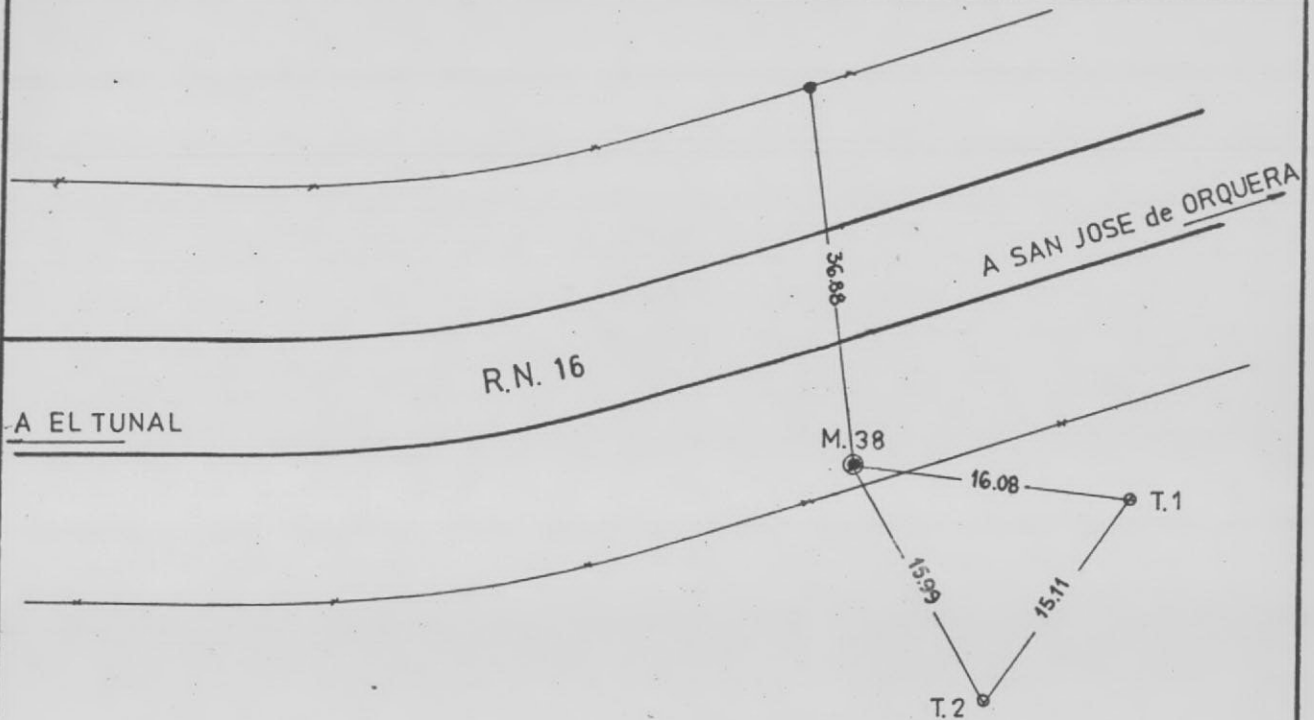 A SAN JOSE de ORQUERA
36.88
R.N. 16
A EL TUNAL
M. 38
16.08
T.1
15.99
15.11
T.2